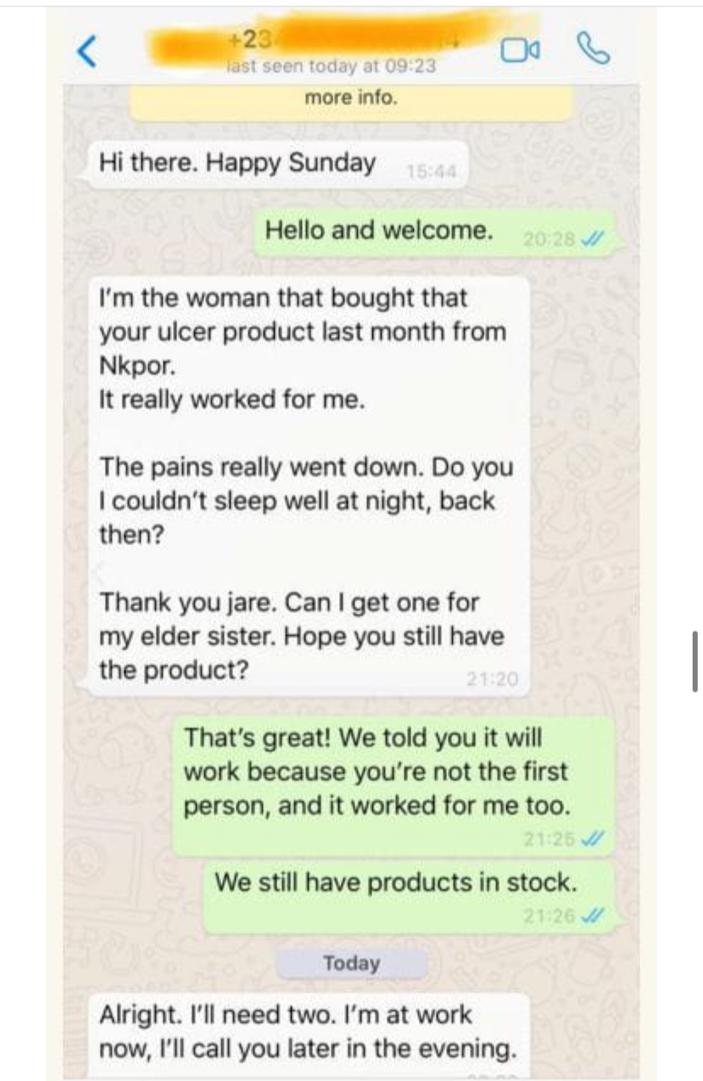 +23
last seen today at 09:23
more info.
Hi there. Happy Sunday
15:44
Hello and welcome.
20:28
I'm the woman that bought that
your ulcer product last month from
Nkpor.
It really worked for me.
The pains really went down. Do you
I couldn't sleep well at night, back
then?
Thank you jare. Can I get one for
my elder sister. Hope you still have
the product?
21:20
That's great! We told you it will
work because you're not the first
person, and it worked for me too.
21:25
We still have products in stock.
21:26
Today
Alright. I'll need two. I'm at work
now, I'll call you later in the evening.